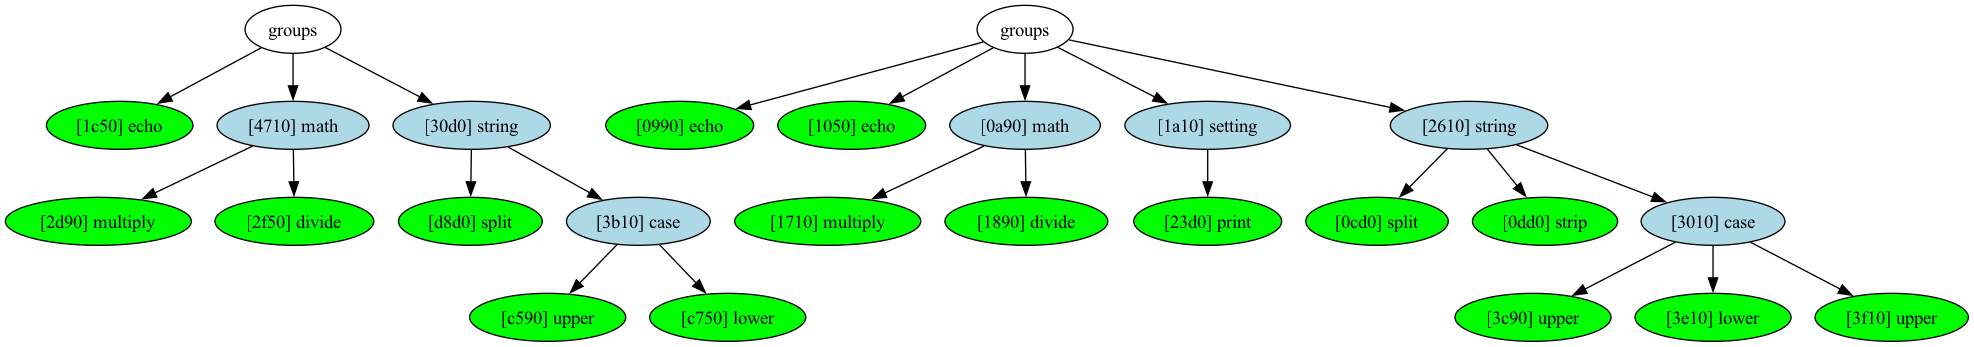 groups
groups
[1c50] echo
[4710] math
[30d0] string
[0990] echo
[1050] echo
[0a90] math
[1a10] setting
[2610] string
[2d90] multiply
[2f50] divide
[d8d0] split
[3b10] case
[1710] multiply
[1890] divide
[23d0] print
[0cd0] split
[0dd0] strip
[3010] case
[c590] upper
[c750] lower
[3c90] upper
[3e10] lower
[3f10] upper